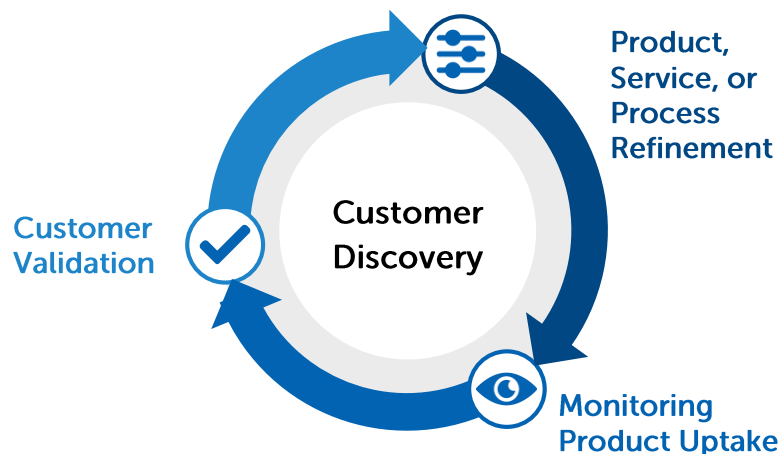 Product,
Service, or
Process
Refinement
Customer
Discovery
Customer
Validation
Monitoring
Product Uptake